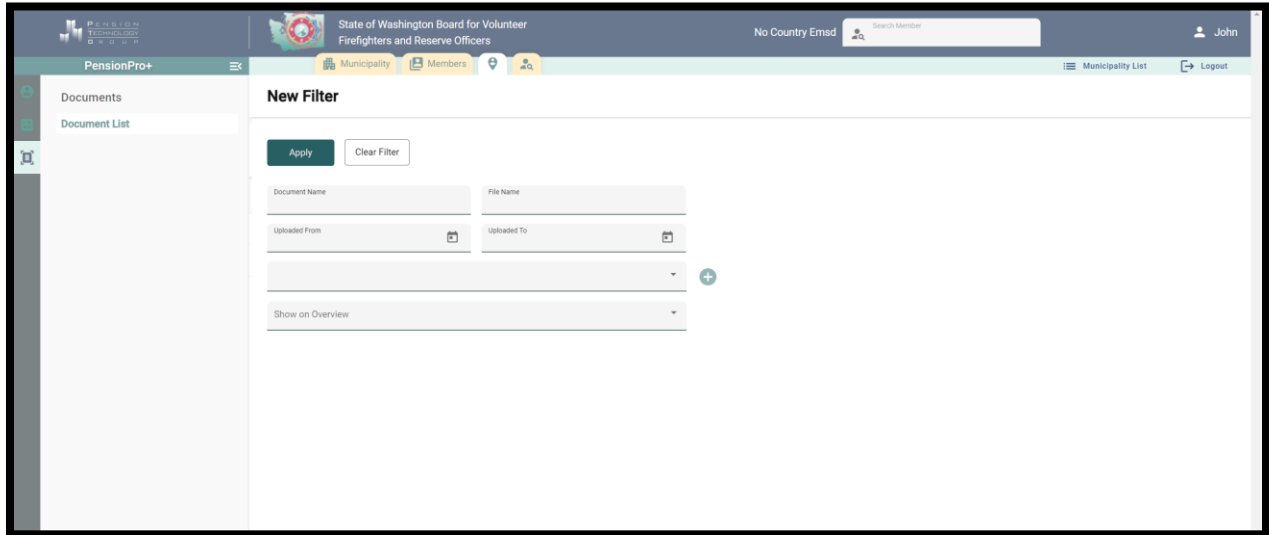 PENSION
TECHNOLOGY
GROUP
State of Washington Board for Volunteer
Firefighters and Reserve Officers
No Country Emsd
Search Member
John
PensionPro+
Municipality
Members
Municipality List
Logout
Documents
Document List
New Filter
Apply
Clear Filter
Document Name
File Name
Uploaded From
Uploaded To
Show on Overview